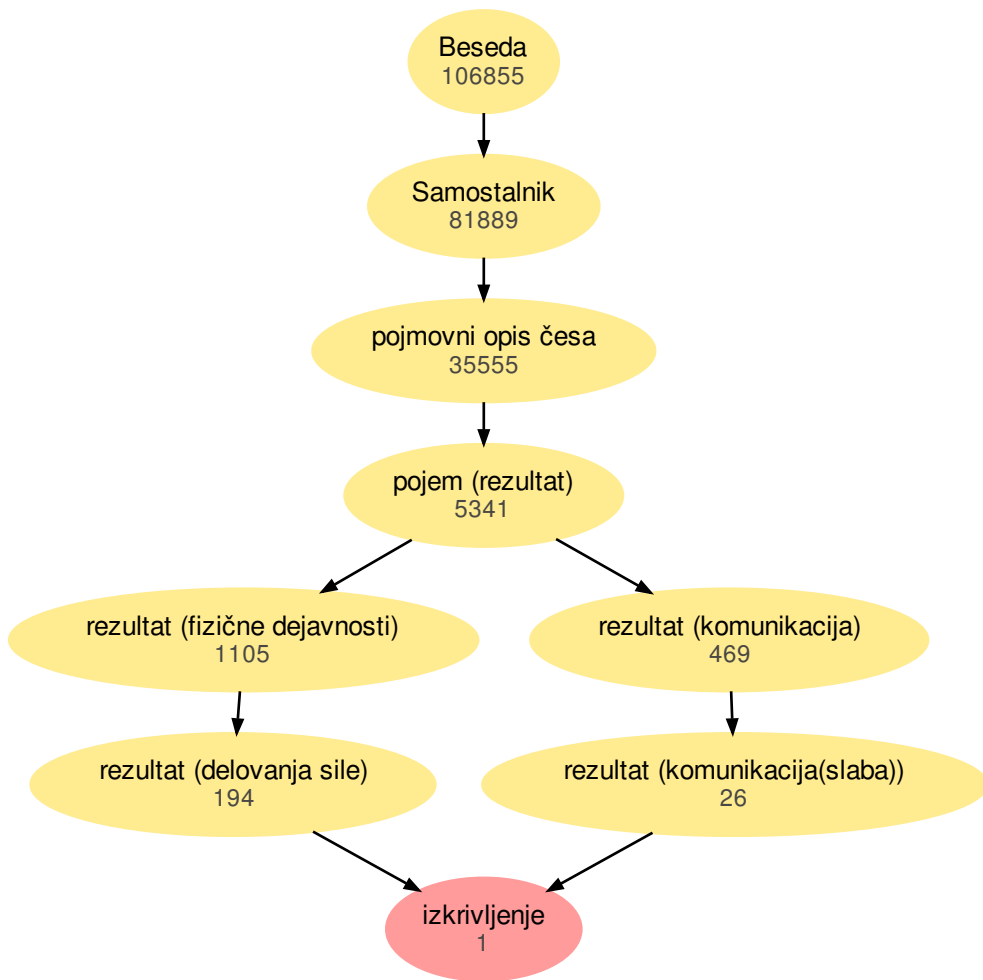 Beseda
106855
Samostalnik
81889
pojmovni opis česa
35555
pojem (rezultat)
5341
rezultat (fizične dejavnosti)
1105
rezultat (komunikacija)
469
rezultat (delovanja sile)
194
rezultat (komunikacija(slaba))
26
izkrivljenje
1